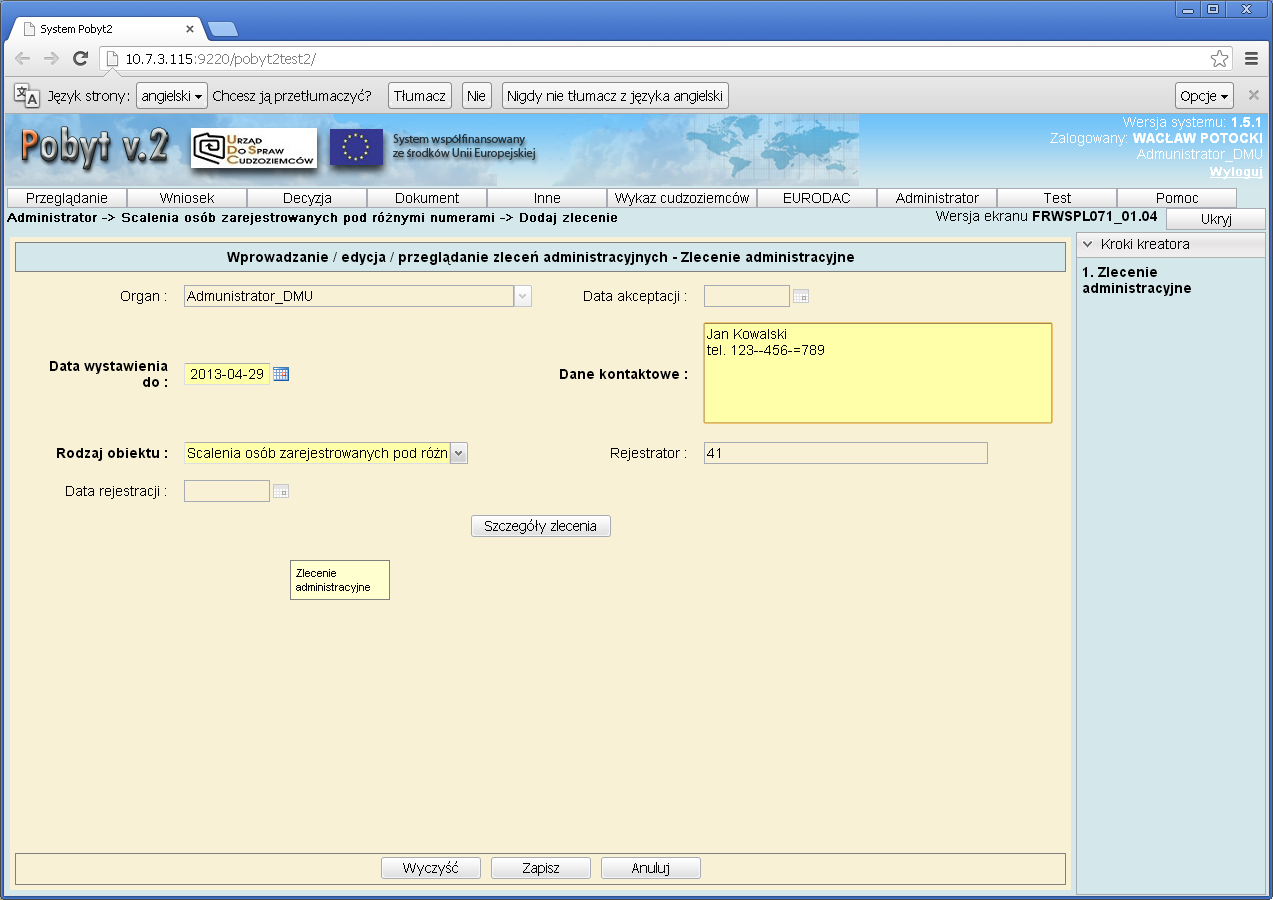 System Pobyt2
10.7.3.115:9220/pobyt2test2/
Język strony: angielski Chcesz ją przetłumaczyć? Tłumacz Nie Nigdy nie tłumacz z języka angielski Opcje
Pobyt v.2
URZĄD
DO SPRAW
CUDZOZIEMCÓW
System współfinansowany
ze środków Unii Europejskiej
Wersja systemu: 1.5.1
Zalogowany: WACŁAW POTOCKI
Admunistrator_DMU
Wyloguj
Przeglądanie Wniosek Decyzja Dokument Inne Wykaz cudzoziemców EURODAC Administrator Test Pomoc
Administrator -> Scalenia osób zarejestrowanych pod różnymi numerami -> Dodaj zlecenie
Wersja ekranu FRWSPL071_01.04
Ukryj
Wprowadzanie / edycja / przeglądanie zleceń administracyjnych - Zlecenie administracyjne
Organ : Admunistrator_DMU
Data akceptacji :
Data wystawienia
do : 2013-04-29
Dane kontaktowe :
Jan Kowalski
tel. 123--456-=789
Rodzaj obiektu : Scalenia osób zarejestrowanych pod różn
Rejestrator : 41
Data rejestracji :
Szczegóły zlecenia
Zlecenie
administracyjne
Wyczyść Zapisz Anuluj
Kroki kreatora
1. Zlecenie
administracyjne